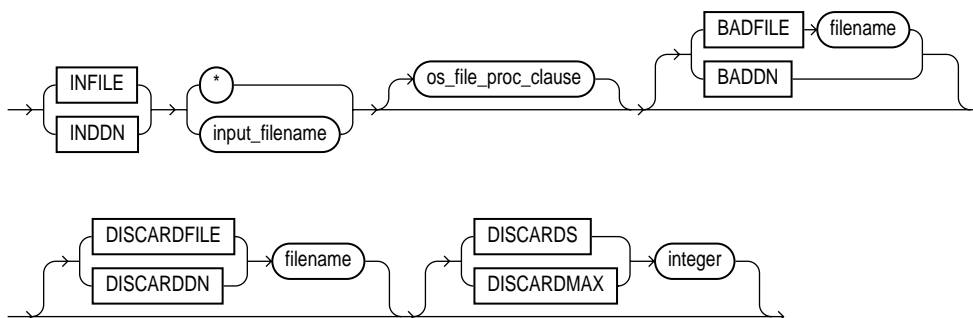 INFILE * os_file_proc_clause BADFILE filename
INDDN input_filename BADDN
DISCARDFILE filename DISCARDS integer
DISCARDDN DISCARDMAX